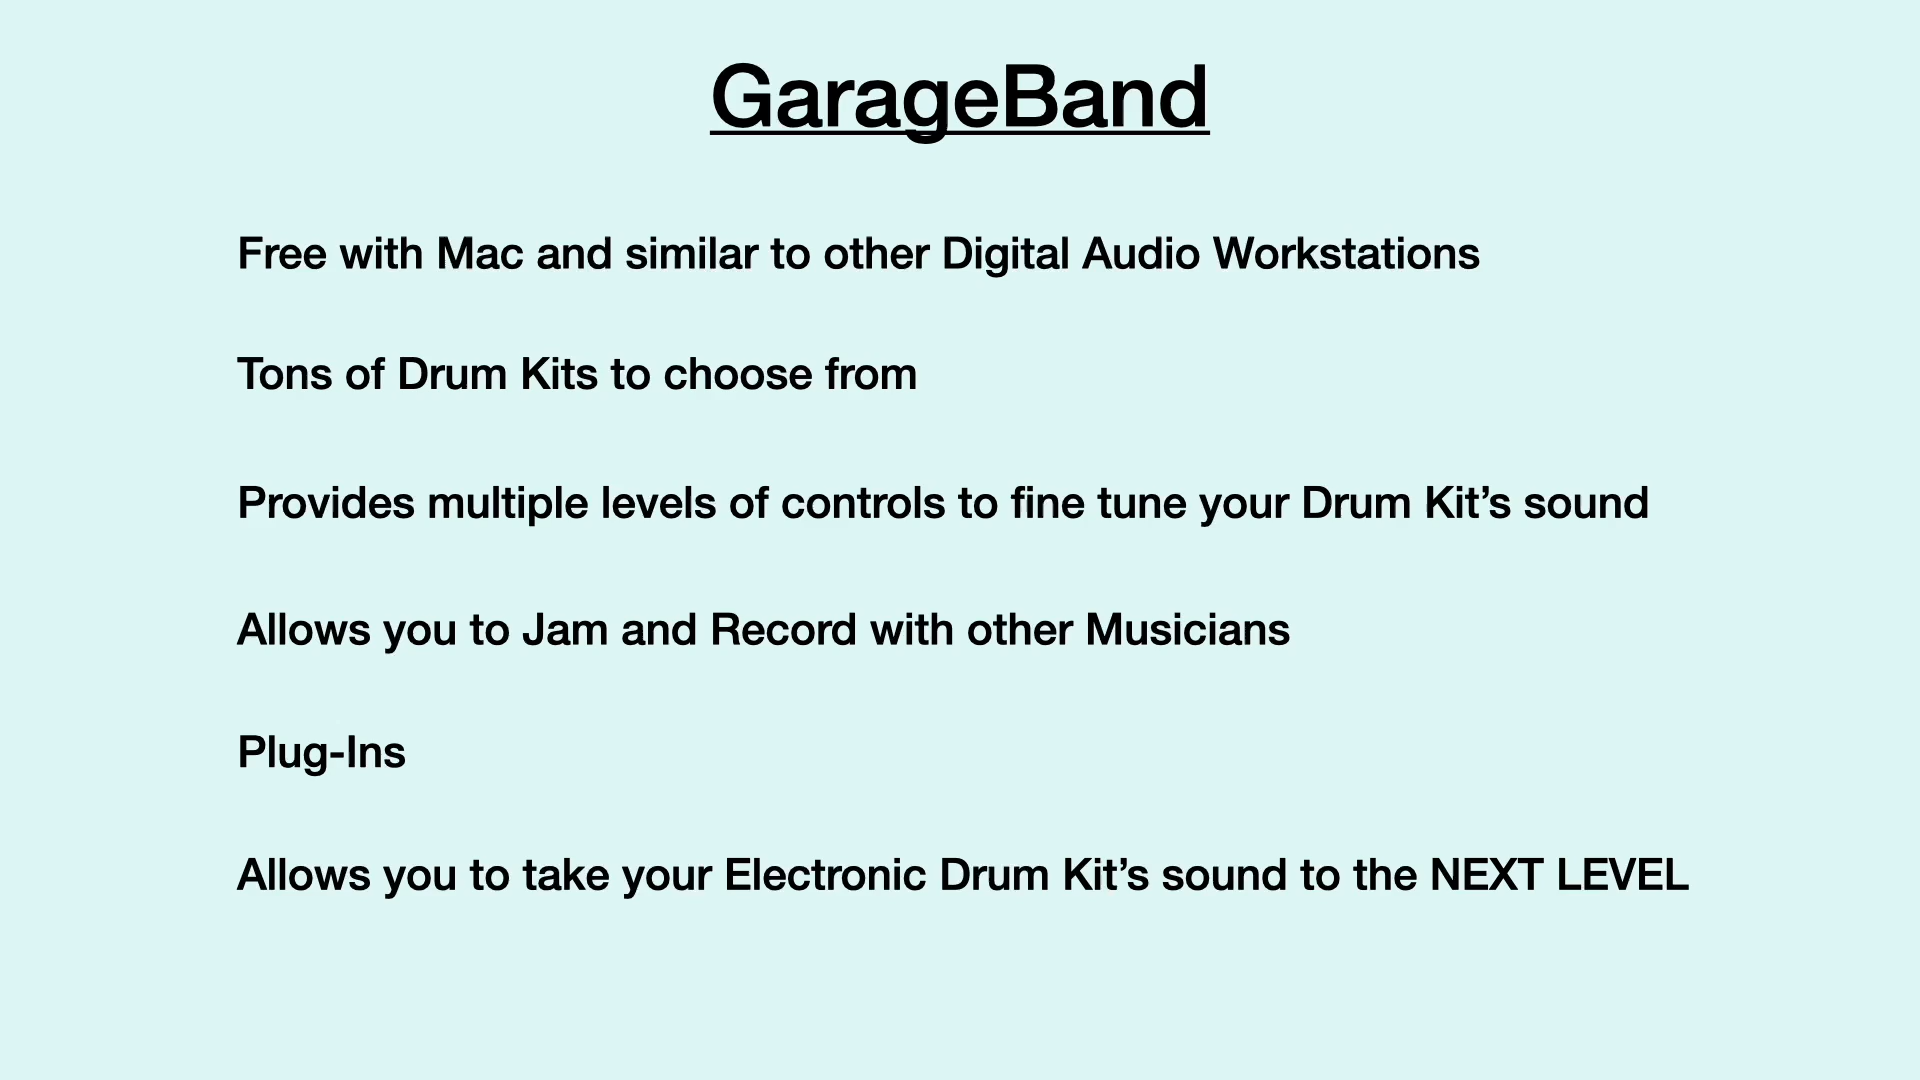 GarageBand
Free with Mac and similar to other Digital Audio Workstations
Tons of Drum Kits to choose from
Provides multiple levels of controls to fine tune your Drum Kit’s sound
Allows you to Jam and Record with other Musicians
Plug-Ins
Allows you to take your Electronic Drum Kit’s sound to the NEXT LEVEL